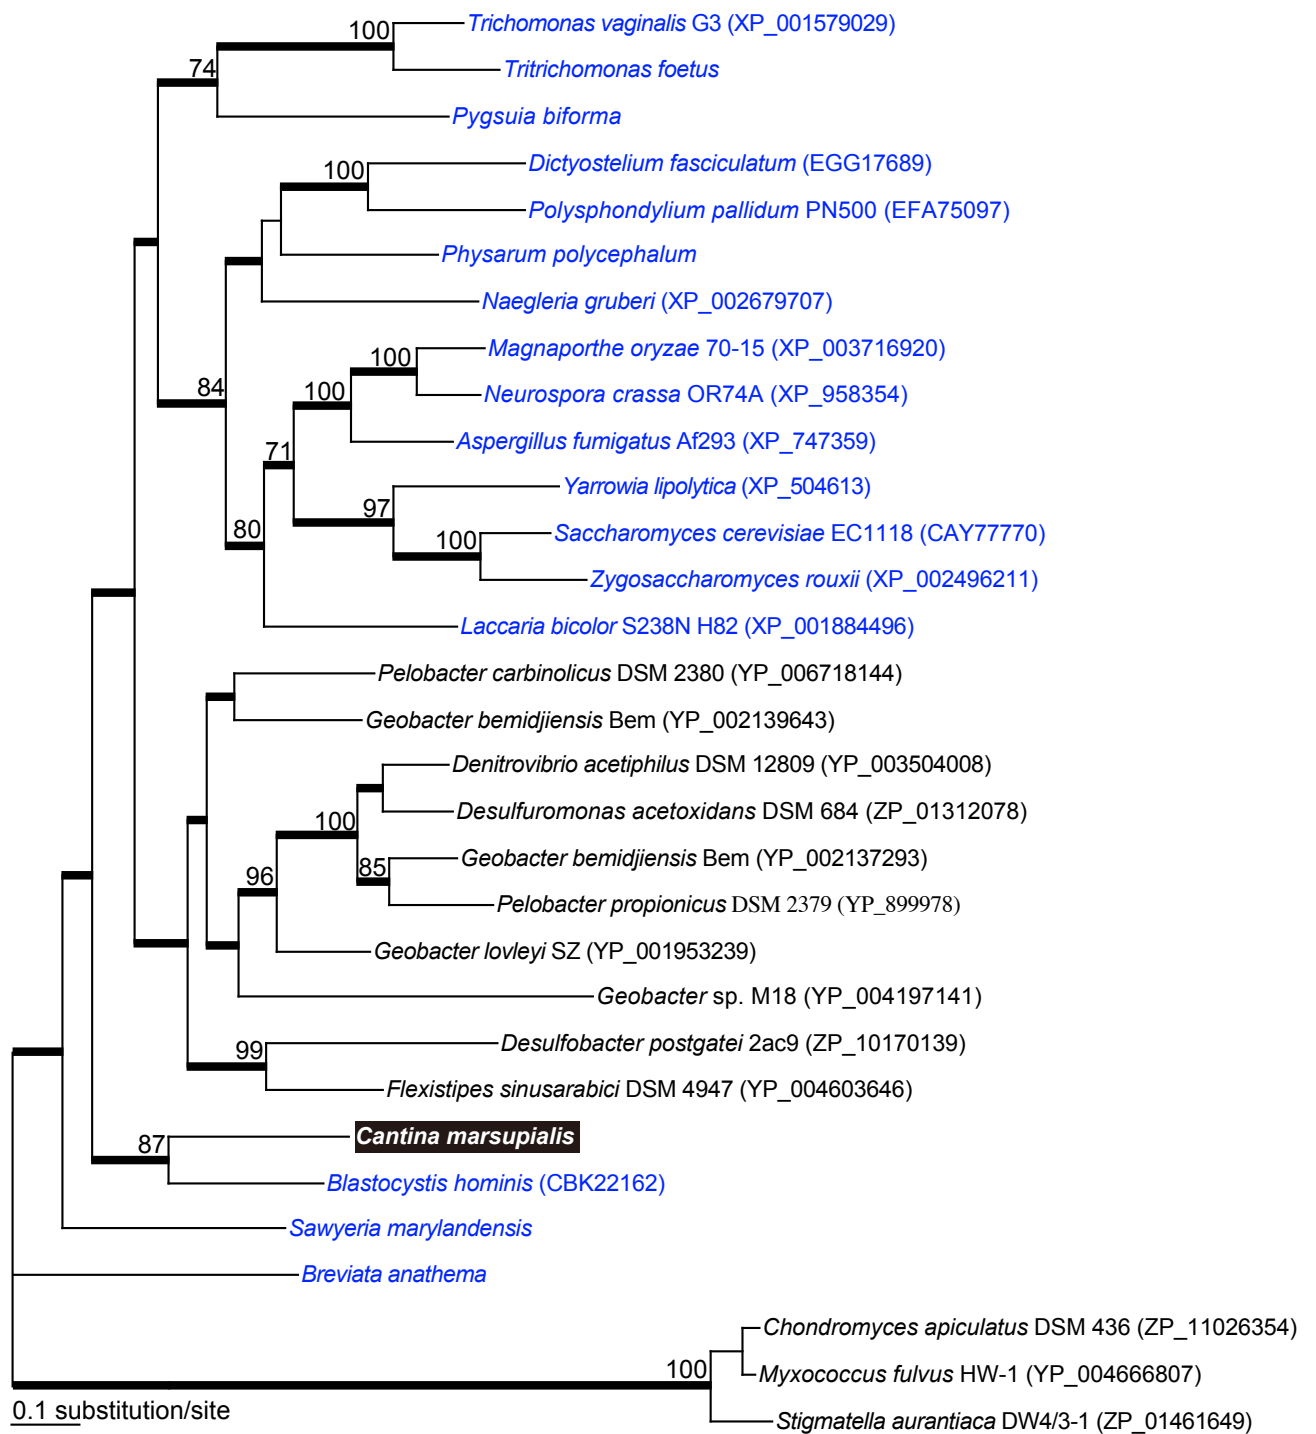 100
Trichomonas vaginalis G3 (XP_001579029)
74
Tritrichomonas foetus
Pygsuia biforma
100
Dictyostelium fasciculatum (EGG17689)
Polysphondylium pallidum PN500 (EFA75097)
Physarum polycephalum
Naegleria gruberi (XP_002679707)
100
Magnaporthe oryzae 70-15 (XP_003716920)
84
100
Neurospora crassa OR74A (XP_958354)
71
Aspergillus fumigatus Af293 (XP_747359)
97
Yarrowia lipolytica (XP_504613)
80
100
Saccharomyces cerevisiae EC1118 (CAY77770)
Zygosaccharomyces rouxii (XP_002496211)
Laccaria bicolor S238N H82 (XP_001884496)
Pelobacter carbinolicus DSM 2380 (YP_006718144)
Geobacter bemidjiensis Bem (YP_002139643)
Denitrovibrio acetiphilus DSM 12809 (YP_003504008)
100
Desulfuromonas acetoxidans DSM 684 (ZP_01312078)
96
85
Geobacter bemidjiensis Bem (YP_002137293)
Pelobacter propionicus DSM 2379 (YP_899978)
Geobacter lovleyi SZ (YP_001953239)
Geobacter sp. M18 (YP_004197141)
99
Desulfobacter postgatei 2ac9 (ZP_10170139)
Flexistipes sinusarabici DSM 4947 (YP_004603646)
87
Cantina marsupialis
Blastocystis hominis (CBK22162)
Sawyeria marylandensis
Breviata anathema
Chondromyces apiculatus DSM 436 (ZP_11026354)
100
Myxococcus fulvus HW-1 (YP_004666807)
0.1 substitution/site
Stigmatella aurantiaca DW4/3-1 (ZP_01461649)